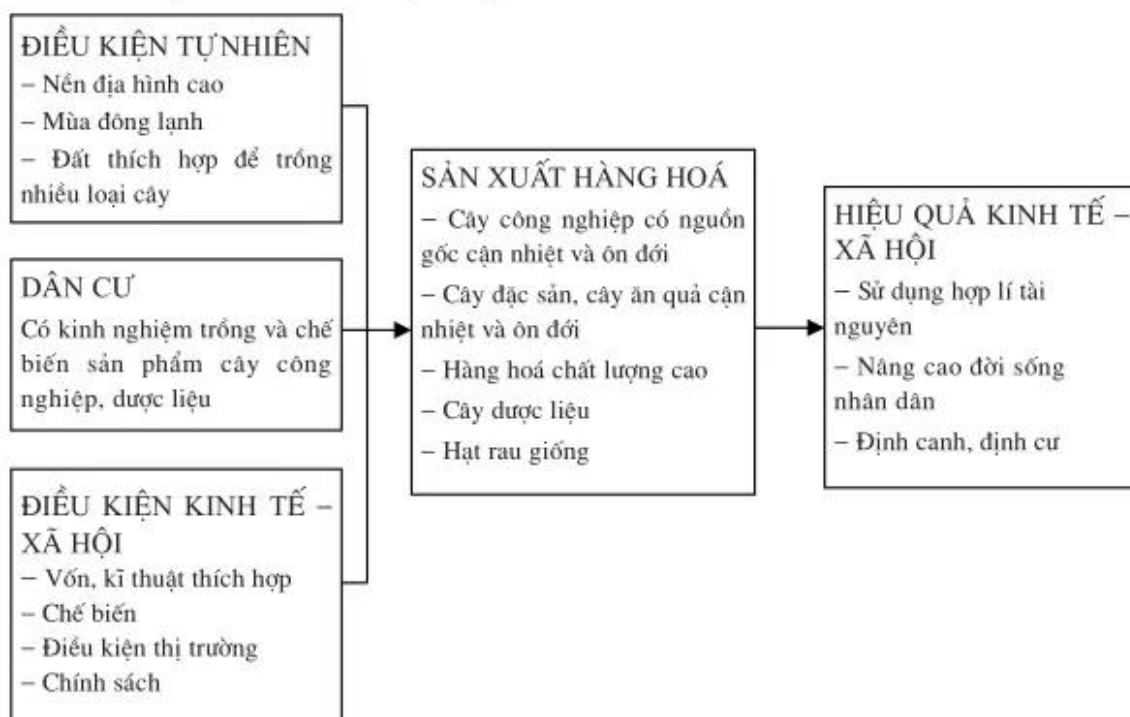 ĐIỀU KIỆN TỰ NHIÊN
– Nền địa hình cao
– Mùa đông lạnh
– Đất thích hợp để trồng
nhiều loại cây
DÂN CƯ
Có kinh nghiệm trồng và chế
biến sản phẩm cây công
nghiệp, dược liệu
ĐIỀU KIỆN KINH TẾ –
XÃ HỘI
– Vốn, kĩ thuật thích hợp
– Chế biến
– Điều kiện thị trường
– Chính sách
SẢN XUẤT HÀNG HOÁ
– Cây công nghiệp có nguồn
gốc cận nhiệt và ôn đới
– Cây đặc sản, cây ăn quả cận
nhiệt và ôn đới
– Hàng hoá chất lượng cao
– Cây dược liệu
– Hạt rau giống
HIỆU QUẢ KINH TẾ –
XÃ HỘI
– Sử dụng hợp lí tài
nguyên
– Nâng cao đời sống
nhân dân
– Định canh, định cư